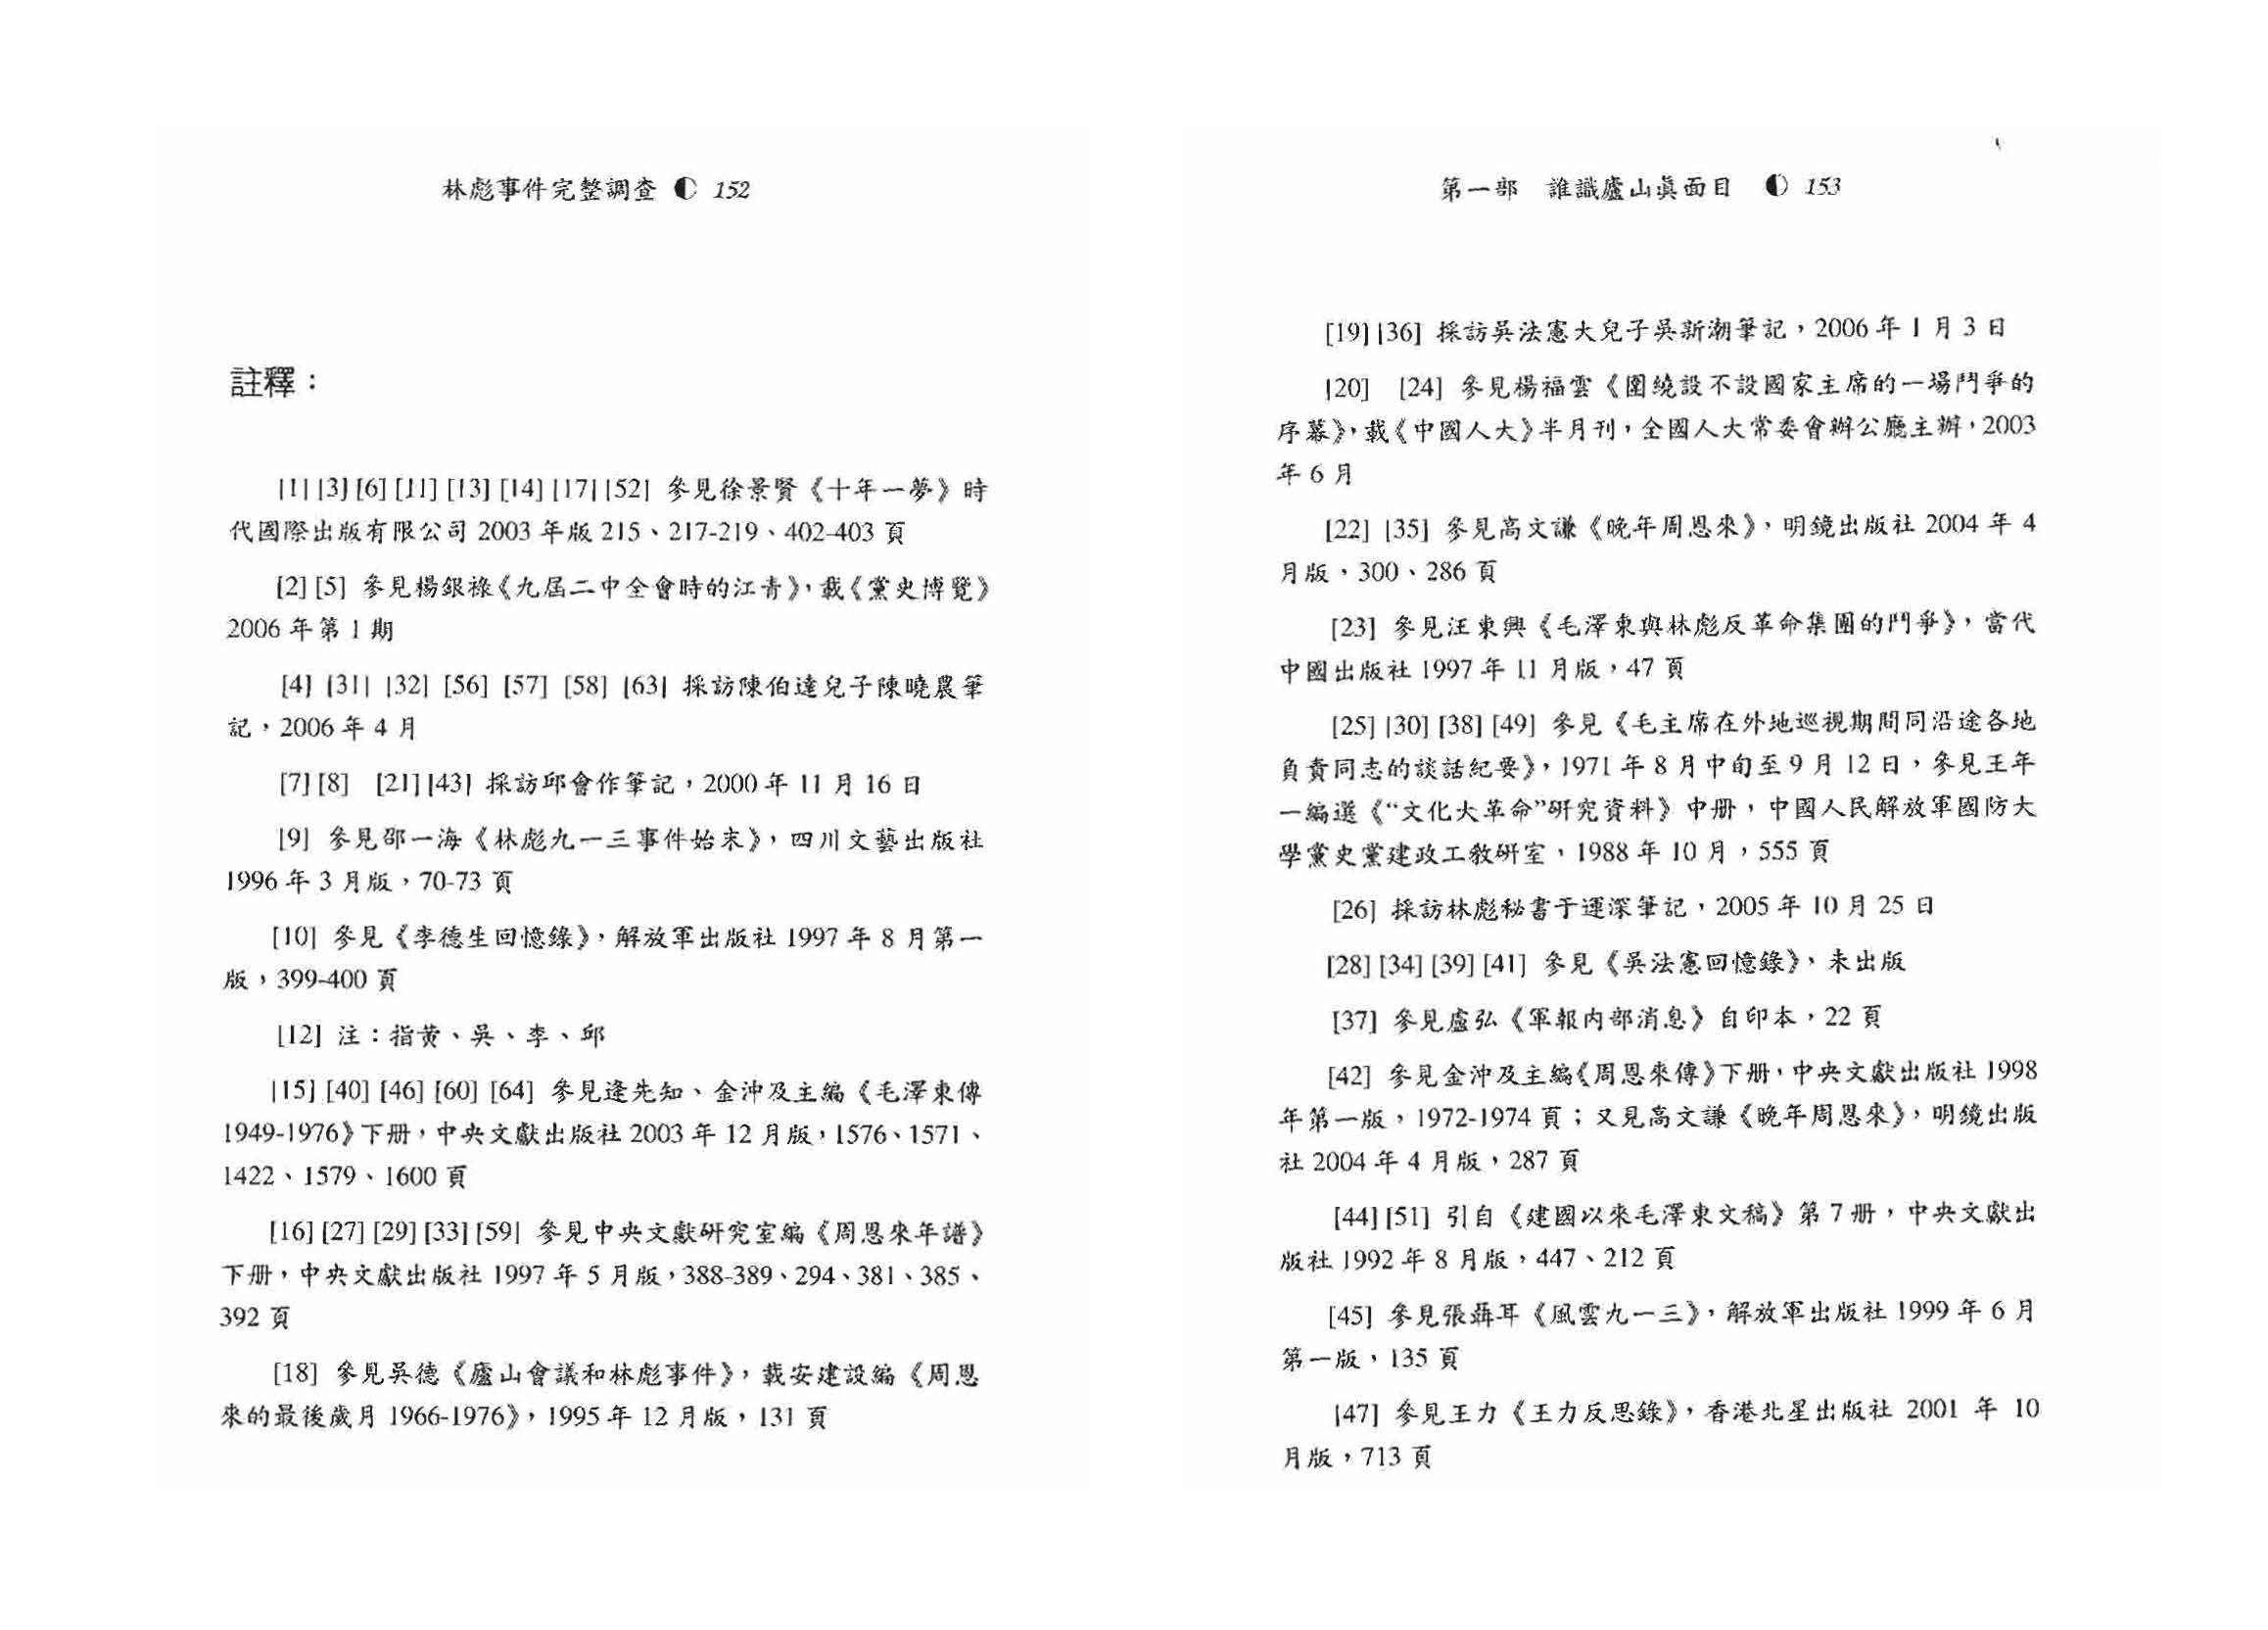 林彪事件完整調查 152
註釋：
[1] [3] [6] [11] [13] [14] [17] [52] 參見徐景賢《十年一夢》時
代國際出版有限公司 2003 年版 215、217-219、402-403 頁
[2] [5] 參見楊銀祿《九屆二中全會時的江青》，載《黨史博覽》
2006 年第 1 期
[4] [31] [32] [56] [57] [58] [63] 採訪陳伯達兒子陳曉農筆
記，2006 年 4 月
[7] [8] [21] [43] 採訪邱會作筆記，2000 年 11 月 16 日
[9] 參見邵一海《林彪九一三事件始末》，四川文藝出版社
1996 年 3 月版，70-73 頁
[10] 參見《李德生回憶錄》，解放軍出版社 1997 年 8 月第一
版，399-400 頁
[12] 注：指黃、吳、李、邱
[15] [40] [46] [60] [64] 參見逄先知、金沖及主編《毛澤東傳
1949-1976》下册，中央文獻出版社 2003 年 12 月版，1576、1571、
1422、1579、1600 頁
[16] [27] [29] [33] [59] 參見中央文獻研究室編《周恩來年譜》
下册，中央文獻出版社 1997 年 5 月版，388-389、294、381、385、
392 頁
[18] 參見吳德《廬山會議和林彪事件》，載安建設編《周恩
來的最後歲月 1966-1976》，1995 年 12 月版，131 頁
第一部 誰識廬山眞面目 153
[19] [36] 採訪吳法憲大兒子吳新潮筆記，2006 年 1 月 3 日
[20] [24] 參見楊福雲《圍繞設不設國家主席的一場鬥爭的
序幕》，載《中國人大》半月刊，全國人大常委會辦公廳主辦，2003
年 6 月
[22] [35] 參見高文謙《晚年周恩來》，明鏡出版社 2004 年 4
月版，300、286 頁
[23] 參見汪東興《毛澤東與林彪反革命集團的鬥爭》，當代
中國出版社 1997 年 11 月版，47 頁
[25] [30] [38] [49] 參見《毛主席在外地巡視期間同沿途各地
負責同志的談話紀要》，1971 年 8 月中旬至 9 月 12 日，參見王年
一編選《“文化大革命”研究資料》中册，中國人民解放軍國防大
學黨史黨建政工教研室，1988 年 10 月，555 頁
[26] 採訪林彪秘書于運深筆記，2005 年 10 月 25 日
[28] [34] [39] [41] 參見《吳法憲回憶錄》，未出版
[37] 參見盧弘《軍報內部消息》自印本，22 頁
[42] 參見金沖及主編《周恩來傳》下册，中央文獻出版社 1998
年第一版，1972-1974 頁；又見高文謙《晚年周恩來》，明鏡出版
社 2004 年 4 月版，287 頁
[44] [51] 引自《建國以來毛澤東文稿》第 7 册，中央文獻出
版社 1992 年 8 月版，447、212 頁
[45] 參見張聶耳《風雲九一三》，解放軍出版社 1999 年 6 月
第一版，135 頁
[47] 參見王力《王力反思錄》，香港北星出版社 2001 年 10
月版，713 頁